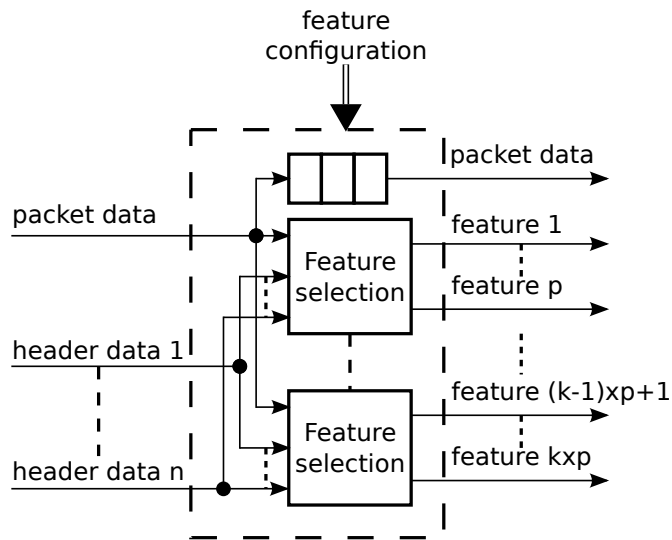 feature
configuration
packet data
packet data
feature 1
Feature
selection
feature p
header data 1
feature (k-1)xp+1
Feature
selection
feature kxp
header data n